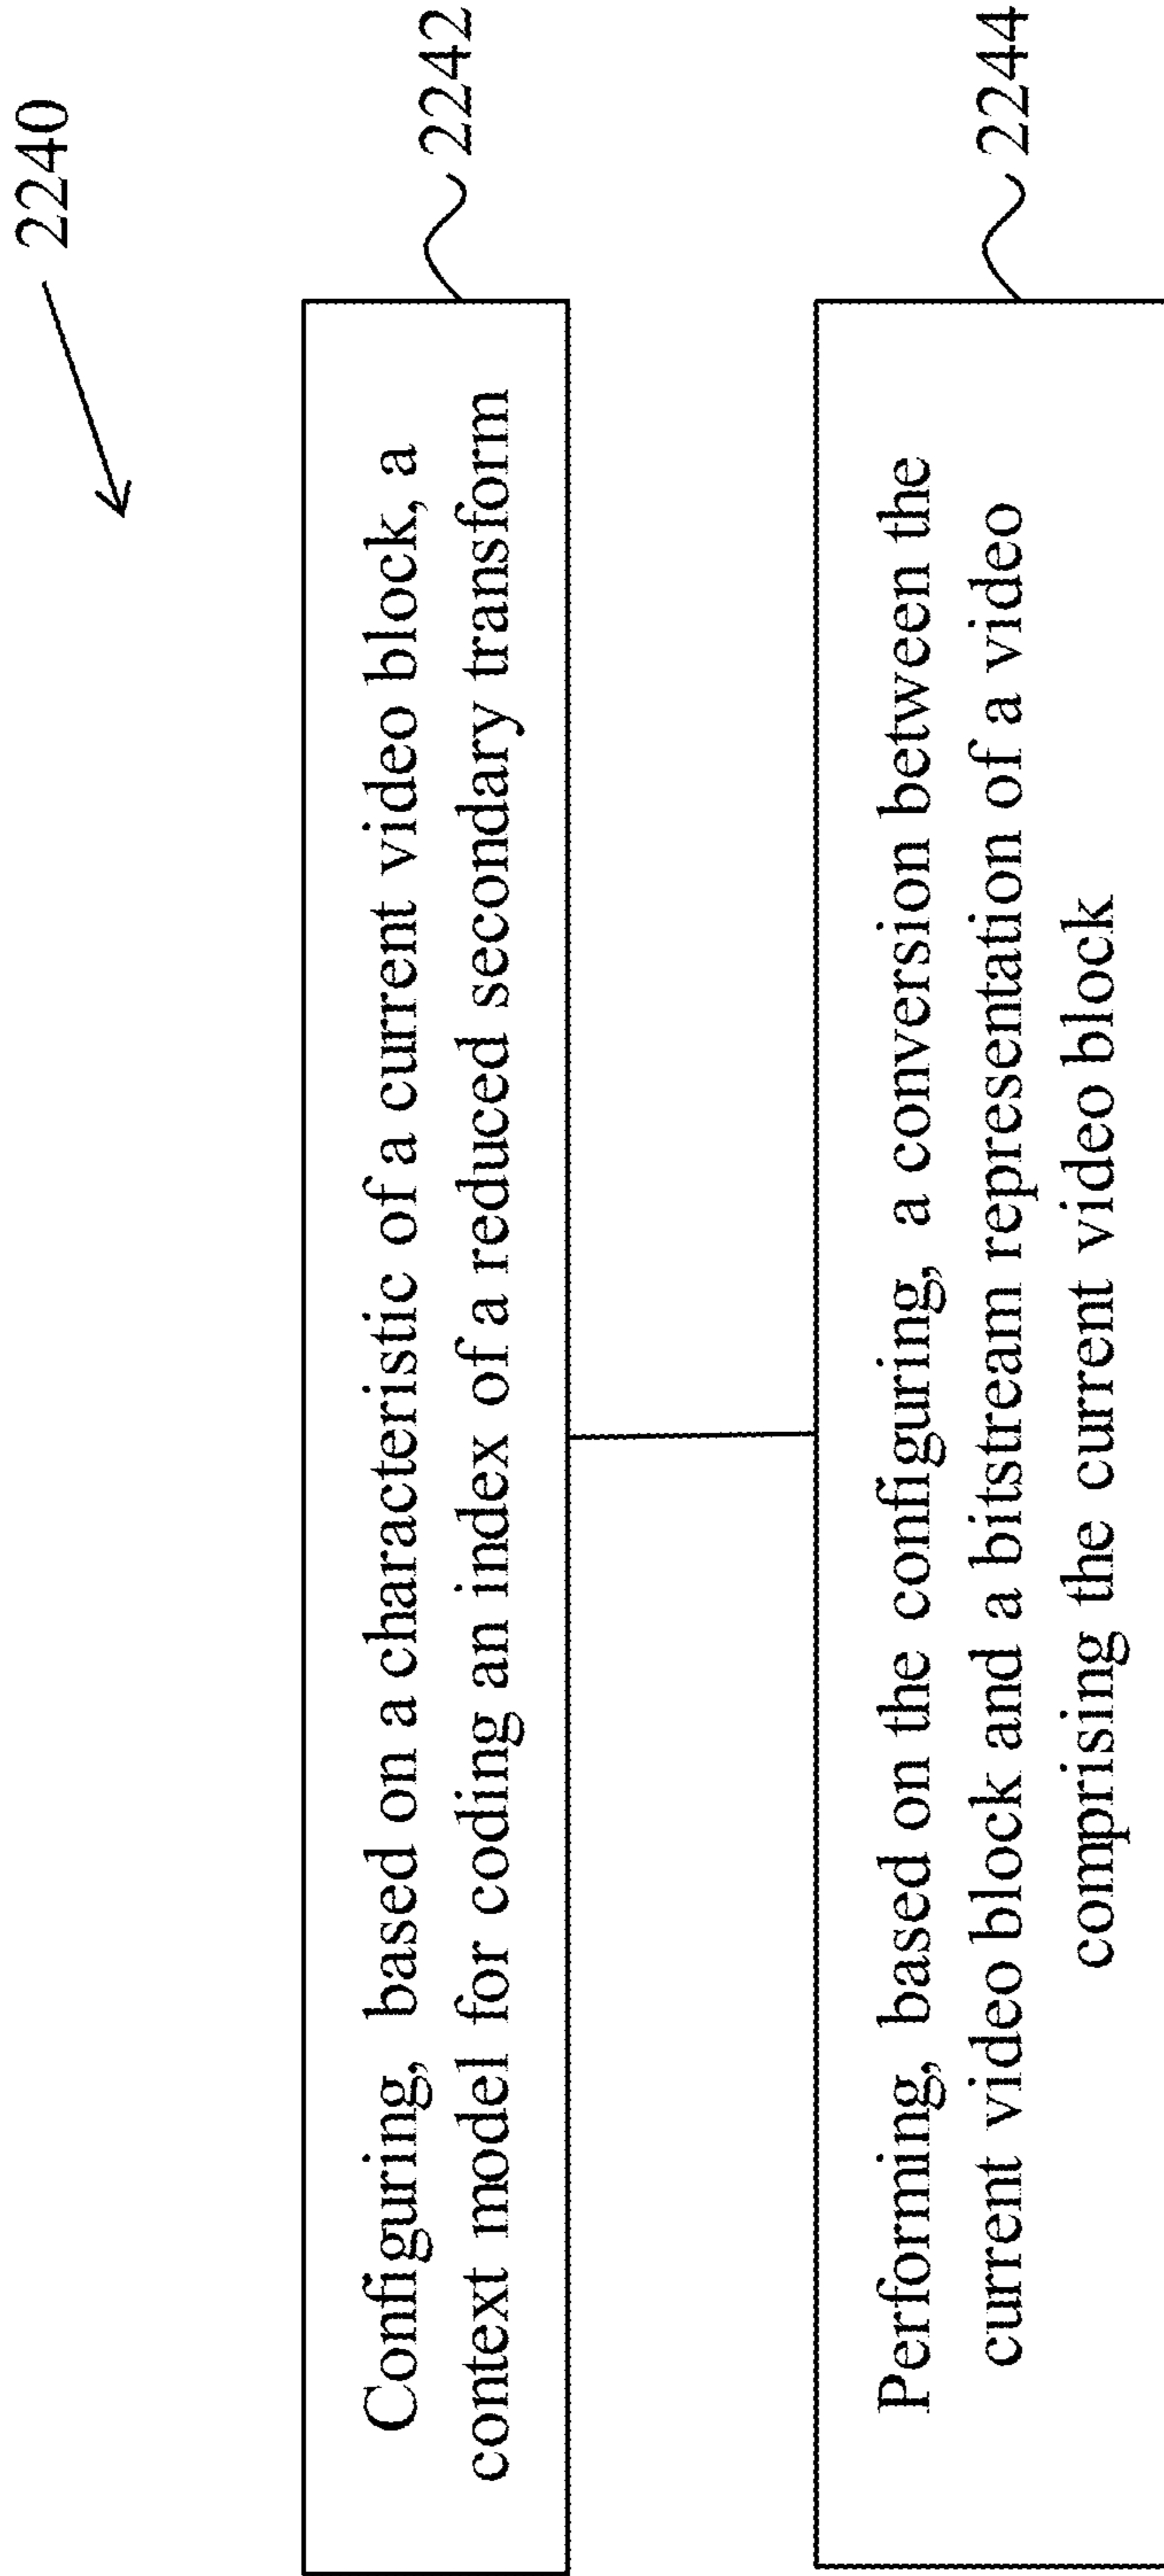 2240
Configuring, based on a characteristic of a current video block, a
context model for coding an index of a reduced secondary transform
2242
Performing, based on the configuring, a conversion between the
current video block and a bitstream representation of a video
comprising the current video block
2244